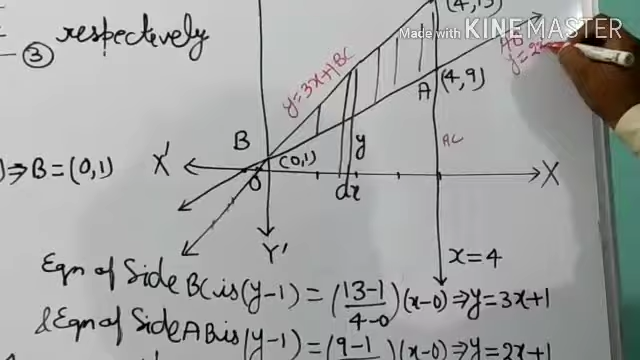 ③ respectively
(4,13)
Made with KINEMASTER
AB
y=2x
y=3x+1 BC
A (4,9)
B
(0,1)
y
AC
⇒B=(0,1)
X'
O
dx
X
Y'
x=4
Eqn of Side BC is (y-1) = (13-1/4-0)(x-0)⇒y=3x+1
&Eqn of Side AB is (y-1) = (9-1/ )(x-0)⇒y=2x+1